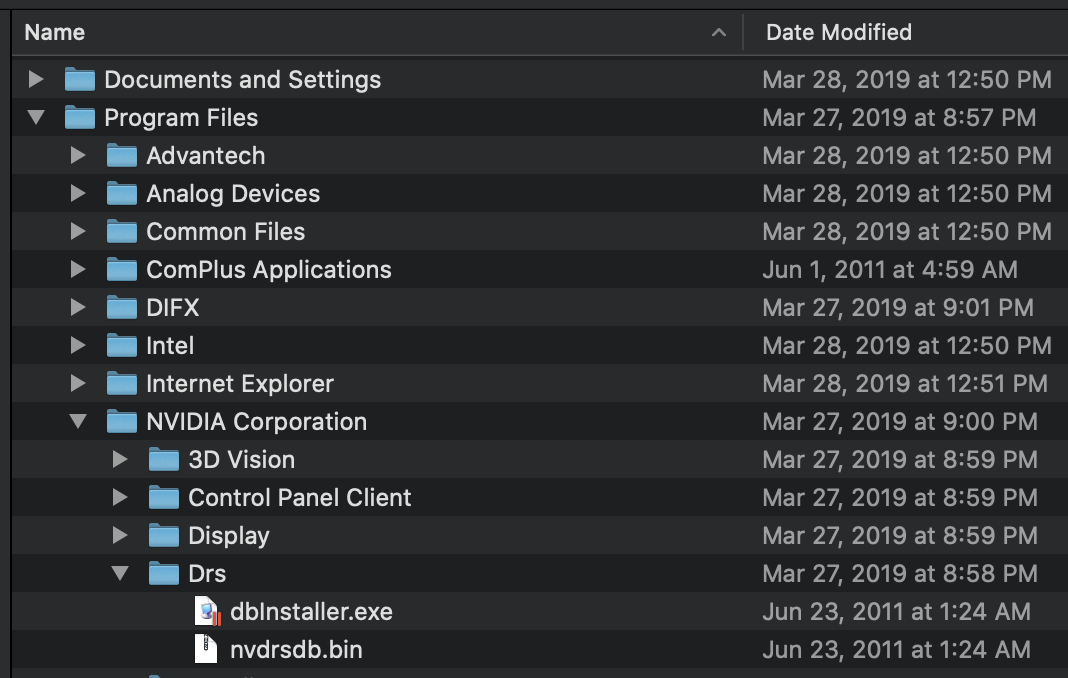 Name Date Modified
Documents and Settings Mar 28, 2019 at 12:50 PM
Program Files Mar 27, 2019 at 8:57 PM
Advantech Mar 28, 2019 at 12:50 PM
Analog Devices Mar 28, 2019 at 12:50 PM
Common Files Mar 28, 2019 at 12:50 PM
ComPlus Applications Jun 1, 2011 at 4:59 AM
DIFX Mar 27, 2019 at 9:01 PM
Intel Mar 28, 2019 at 12:50 PM
Internet Explorer Mar 28, 2019 at 12:51 PM
NVIDIA Corporation Mar 27, 2019 at 9:00 PM
3D Vision Mar 27, 2019 at 8:59 PM
Control Panel Client Mar 27, 2019 at 8:59 PM
Display Mar 27, 2019 at 8:59 PM
Drs Mar 27, 2019 at 8:58 PM
dbInstaller.exe Jun 23, 2011 at 1:24 AM
nvdrsdb.bin Jun 23, 2011 at 1:24 AM